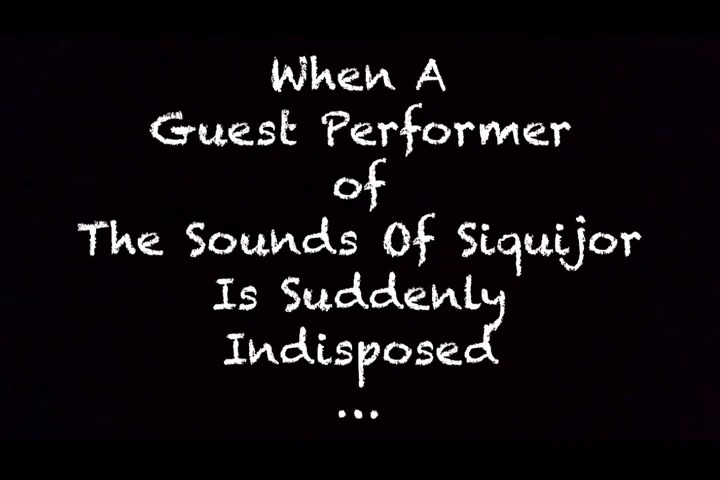 When A
Guest Performer
of
The Sounds Of Siquijor
Is Suddenly
Indisposed
...